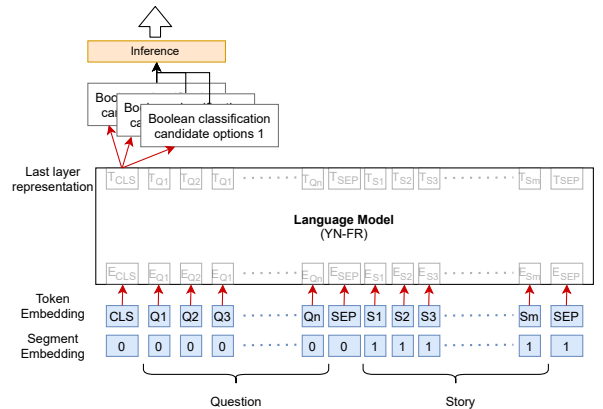 Inference
Boo
can
Bo
can
Boolean classification
candidate options 1
Last layer
representation
T_CLS T_Q1 T_Q2 T_Q1 T_Qn T_SEP T_S1 T_S2 T_S3 T_Sm T_SEP
Language Model
(YN-FR)
E_CLS E_Q1 E_Q2 E_Q1 E_Qn E_SEP E_S1 E_S2 E_S3 E_Sm E_SEP
Token
Embedding
CLS Q1 Q2 Q3 Qn SEP S1 S2 S3 Sm SEP
Segment
Embedding
0 0 0 0 0 0 1 1 1 1 1
Question Story